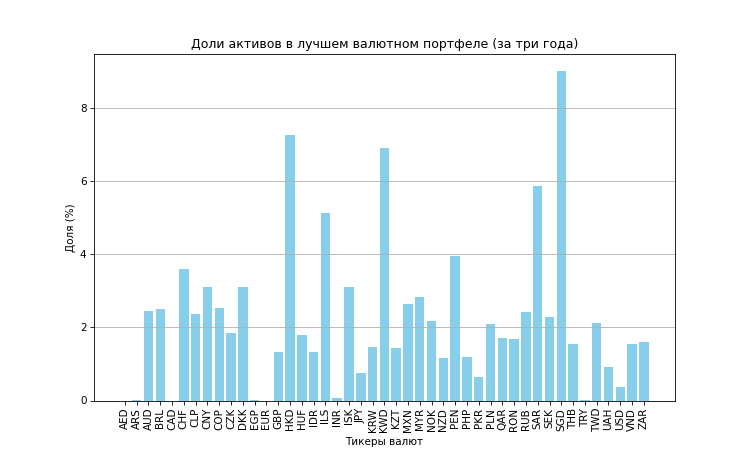 Доли активов в лучшем валютном портфеле (за три года)
Доля (%)
8
6
4
2
0
AED ARS AUD BRL CAD CHF CLP CNY COP CZK DKK EGP EUR GBP HKD HUF IDR ILS INR ISK JPY KRW KWD KZT MXN MYR NOK NZD PEN PHP PKR PLN QAR RON RUB SAR SEK SGD THB TRY TWD UAH USD VND ZAR
Тикеры валют